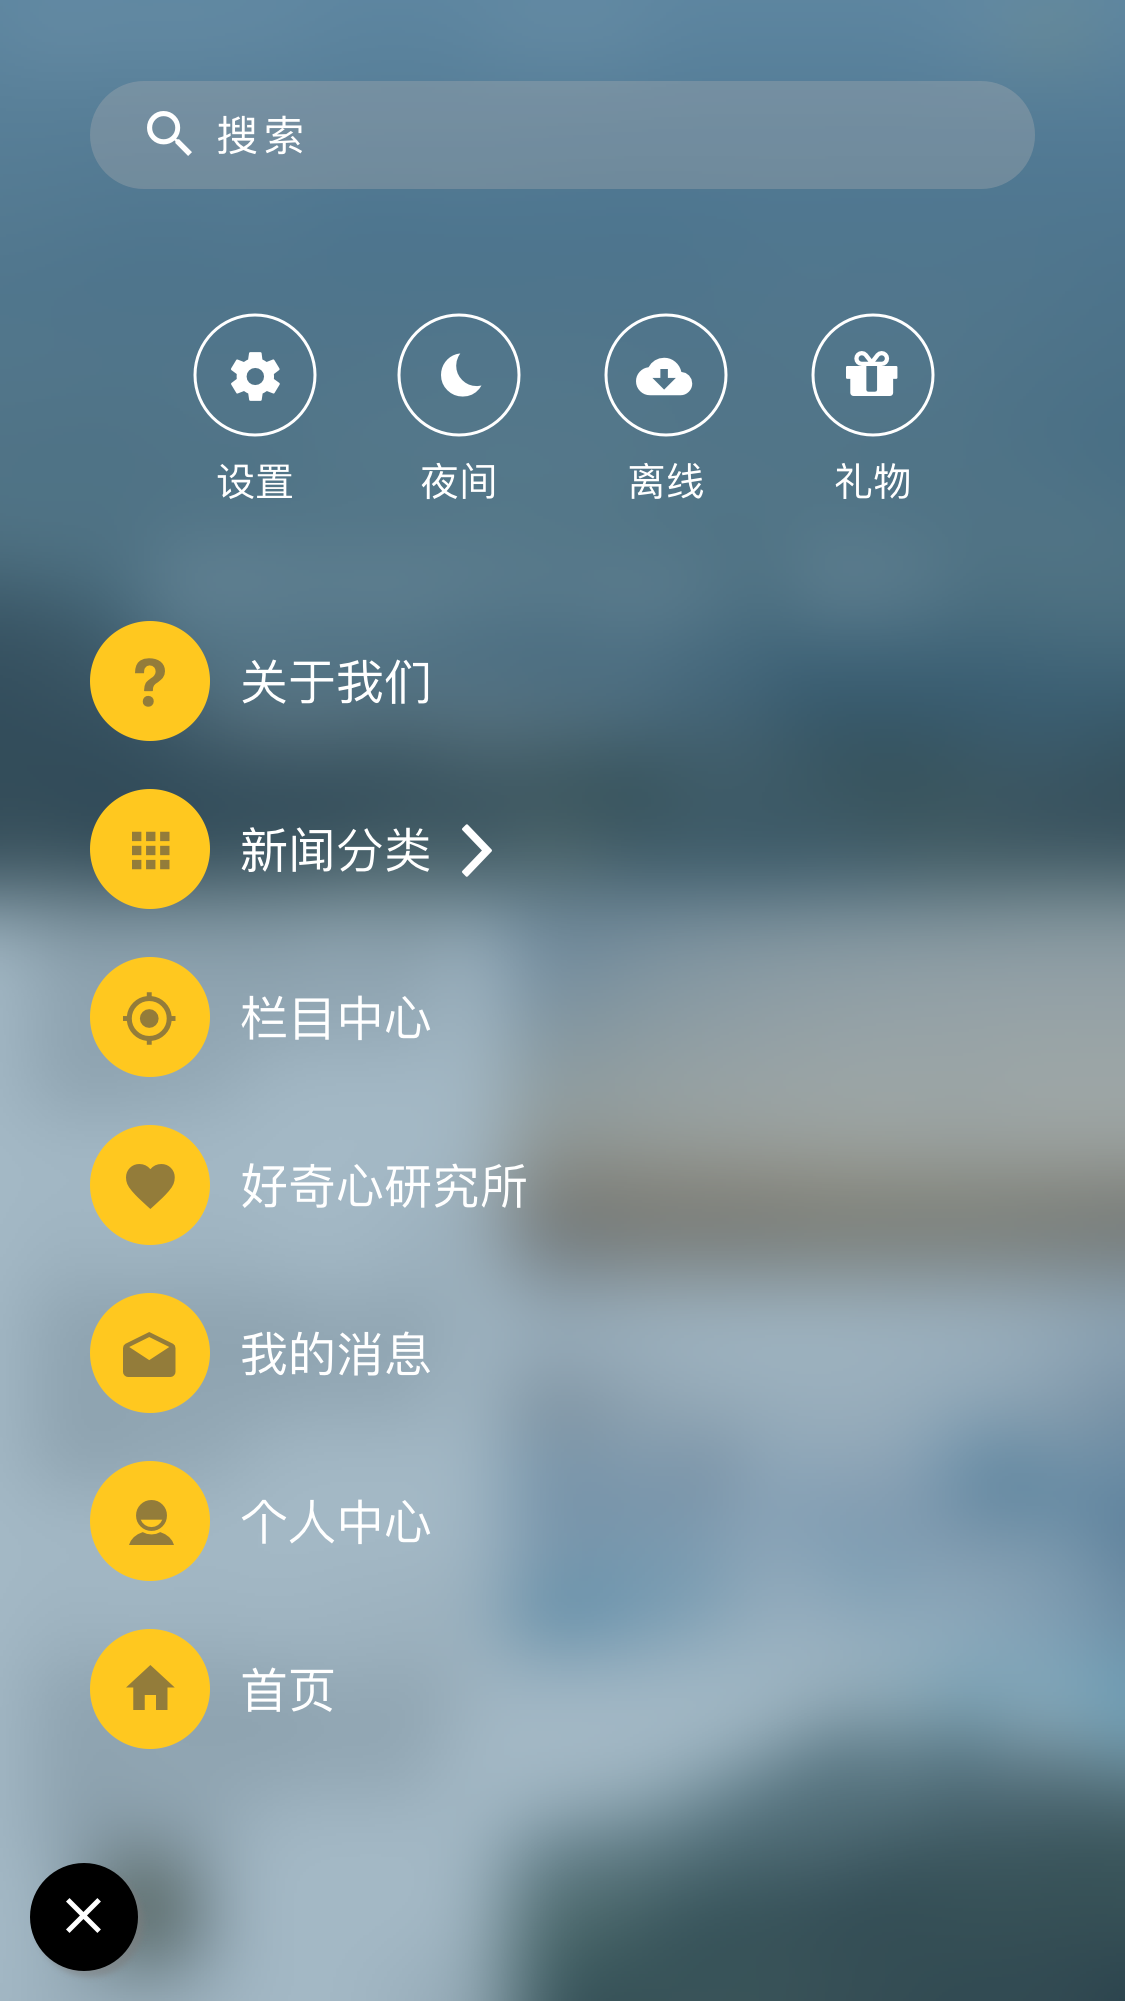 搜索
设置 夜间 离线 礼物
关于我们
新闻分类
栏目中心
好奇心研究所
我的消息
个人中心
首页